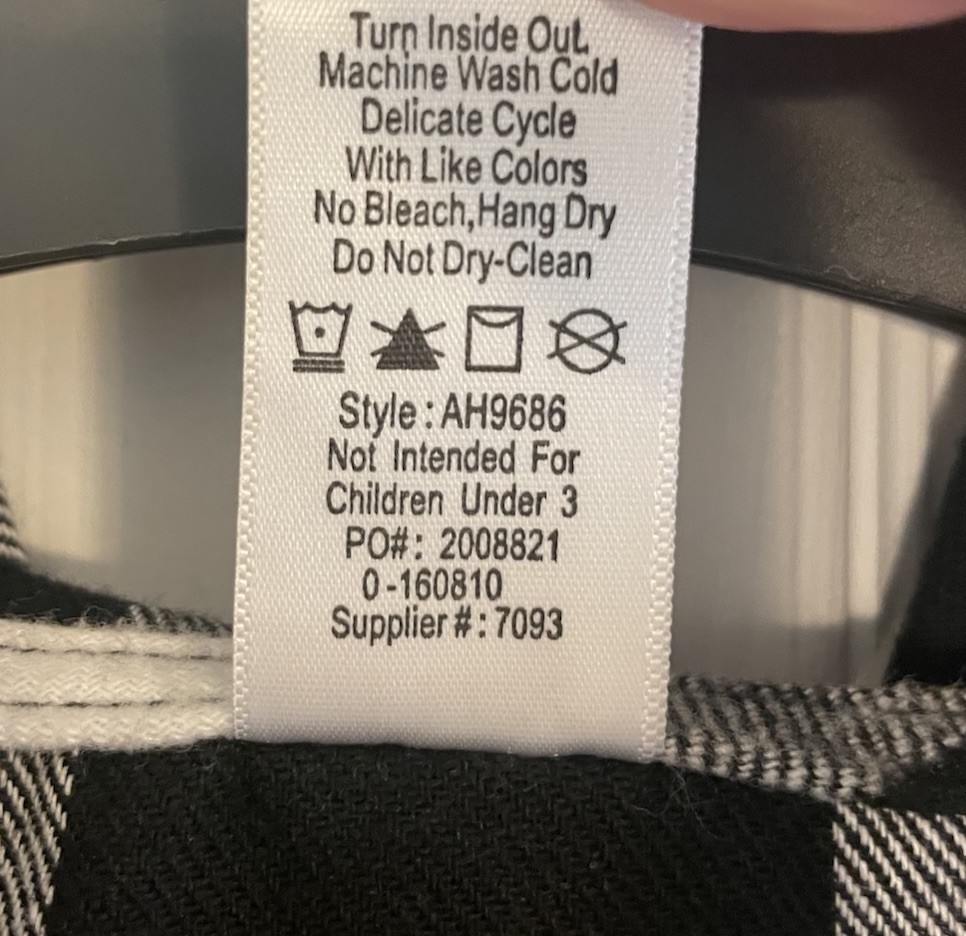 Turn Inside Out.
Machine Wash Cold
Delicate Cycle
With Like Colors
No Bleach,Hang Dry
Do Not Dry-Clean
Style : AH9686
Not Intended For
Children Under 3
PO#: 2008821
0-160810
Supplier # : 7093